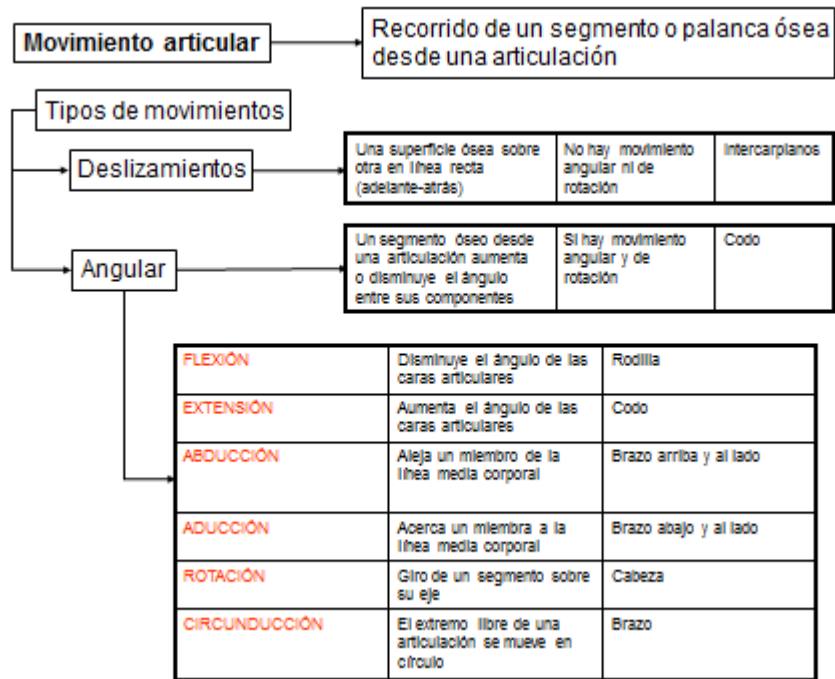 Movimiento articular
Recorrido de un segmento o palanca ósea
desde una articulación
Tipos de movimientos
Deslizamientos
Una superficie ósea sobre
otra en línea recta
(adelante-atrás)
No hay movimiento
angular ni de
rotación
Intercarpianos
Angular
Un segmento óseo desde
una articulación aumenta
o disminuye el ángulo
entre sus componentes
Si hay movimiento
angular y de
rotación
Codo
FLEXIÓN
Disminuye el ángulo de las
caras articulares
Rodilla
EXTENSIÓN
Aumenta el ángulo de las
caras articulares
Codo
ABDUCCIÓN
Aleja un miembro de la
línea media corporal
Brazo arriba y al lado
ADUCCIÓN
Acerca un miembra a la
línea media corporal
Brazo abajo y al lado
ROTACIÓN
Giro de un segmento sobre
su eje
Cabeza
CIRCUNDUCCIÓN
El extremo libre de una
articulación se mueve en
círculo
Brazo